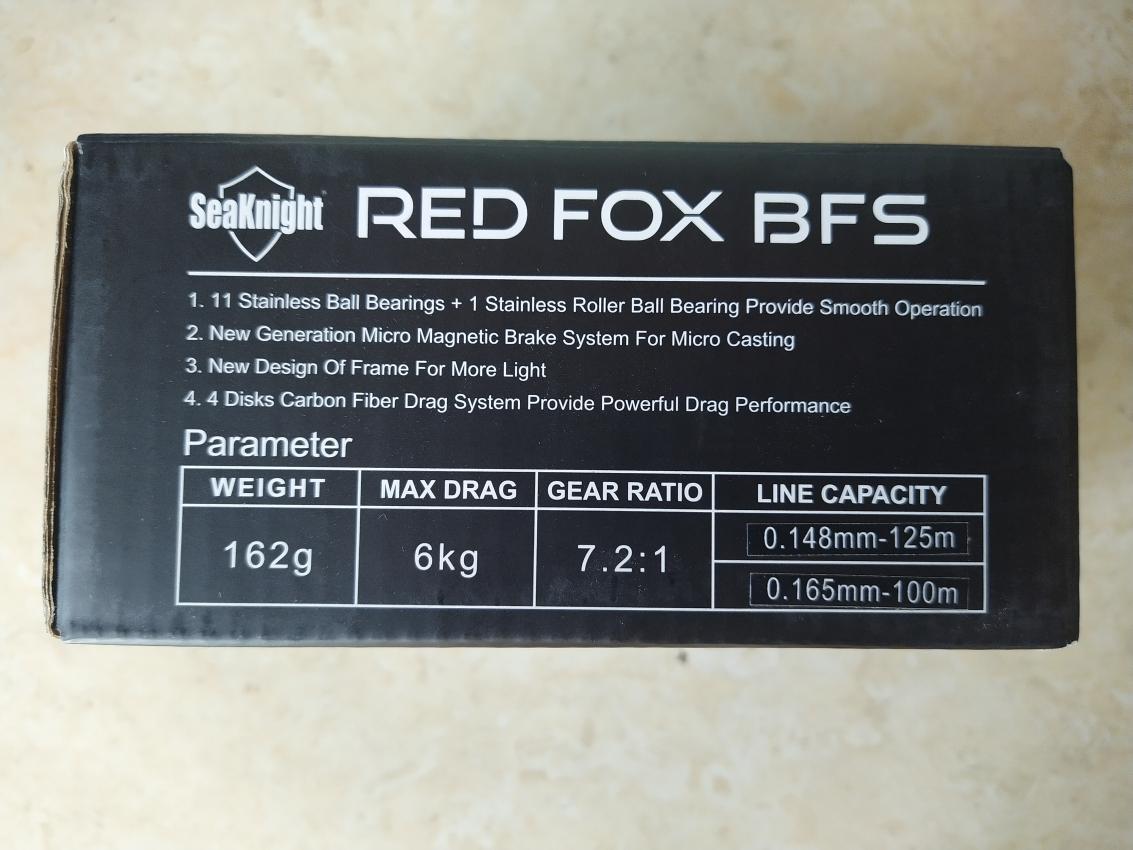 SeaKnight RED FOX BFS
1. 11 Stainless Ball Bearings + 1 Stainless Roller Ball Bearing Provide Smooth Operation
2. New Generation Micro Magnetic Brake System For Micro Casting
3. New Design Of Frame For More Light
4. 4 Disks Carbon Fiber Drag System Provide Powerful Drag Performance
Parameter
WEIGHT MAX DRAG GEAR RATIO LINE CAPACITY
162g 6kg 7.2:1 0.148mm-125m
0.165mm-100m